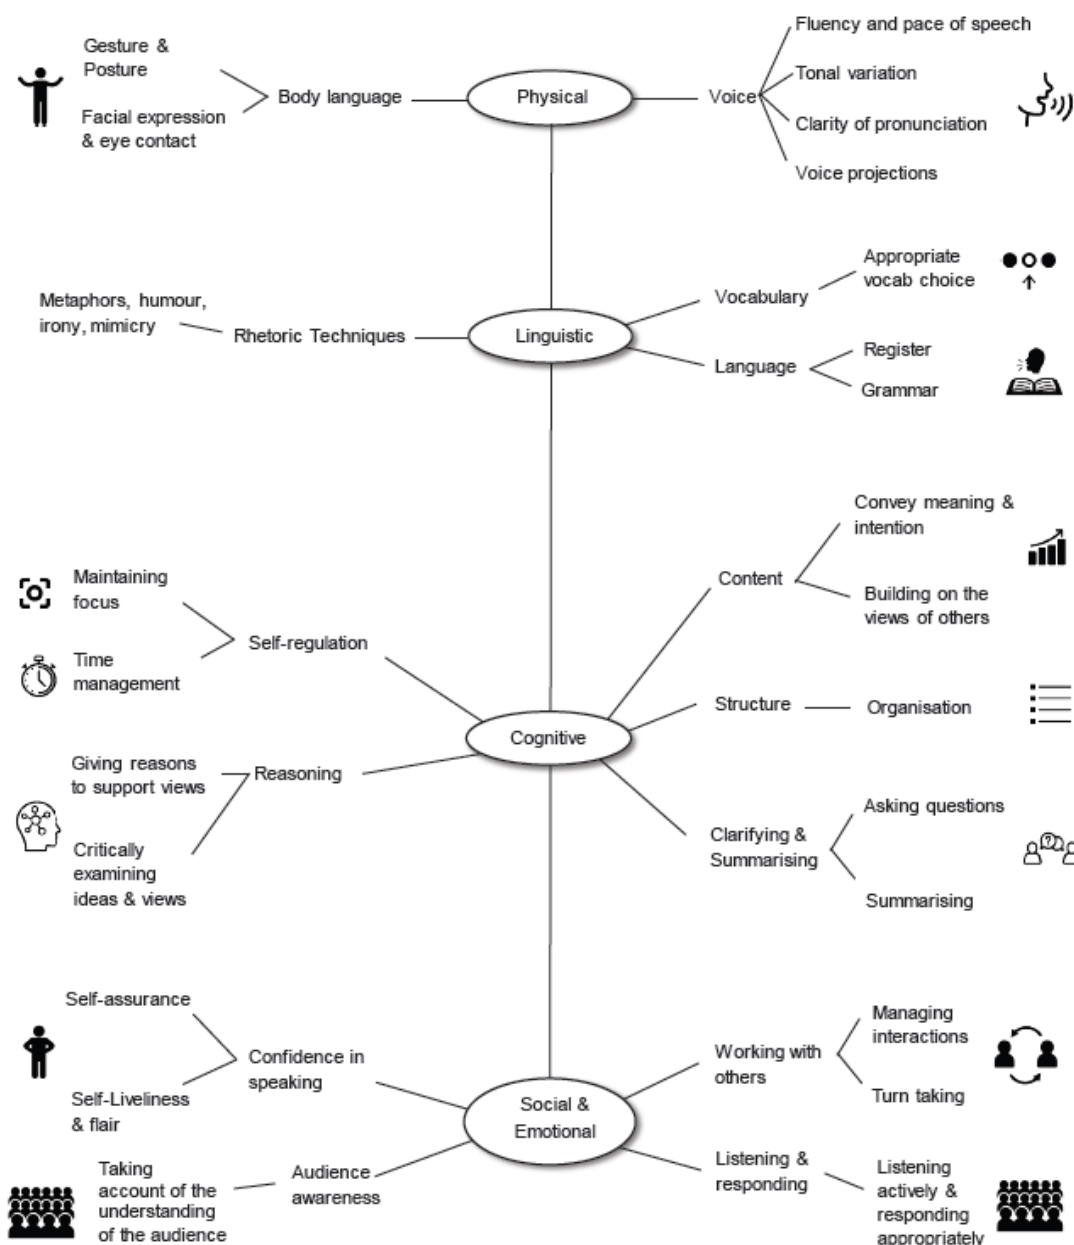 Gesture &
Posture
Facial expression
& eye contact
Body language
Physical
Voice
Fluency and pace of speech
Tonal variation
Clarity of pronunciation
Voice projections
Metaphors, humour,
irony, mimicry
Rhetoric Techniques
Linguistic
Vocabulary
Appropriate
vocab choice
Language
Register
Grammar
Maintaining
focus
Time
management
Self-regulation
Giving reasons
to support views
Critically
examining
ideas & views
Reasoning
Cognitive
Content
Convey meaning &
intention
Building on the
views of others
Structure
Organisation
Clarifying &
Summarising
Asking questions
?
Summarising
Self-assurance
Self-Liveliness
& flair
Confidence in
speaking
Taking
account of the
understanding
of the audience
Audience
awareness
Social &
Emotional
Working with
others
Managing
interactions
Turn taking
Listening &
responding
Listening
actively &
responding
appropriately